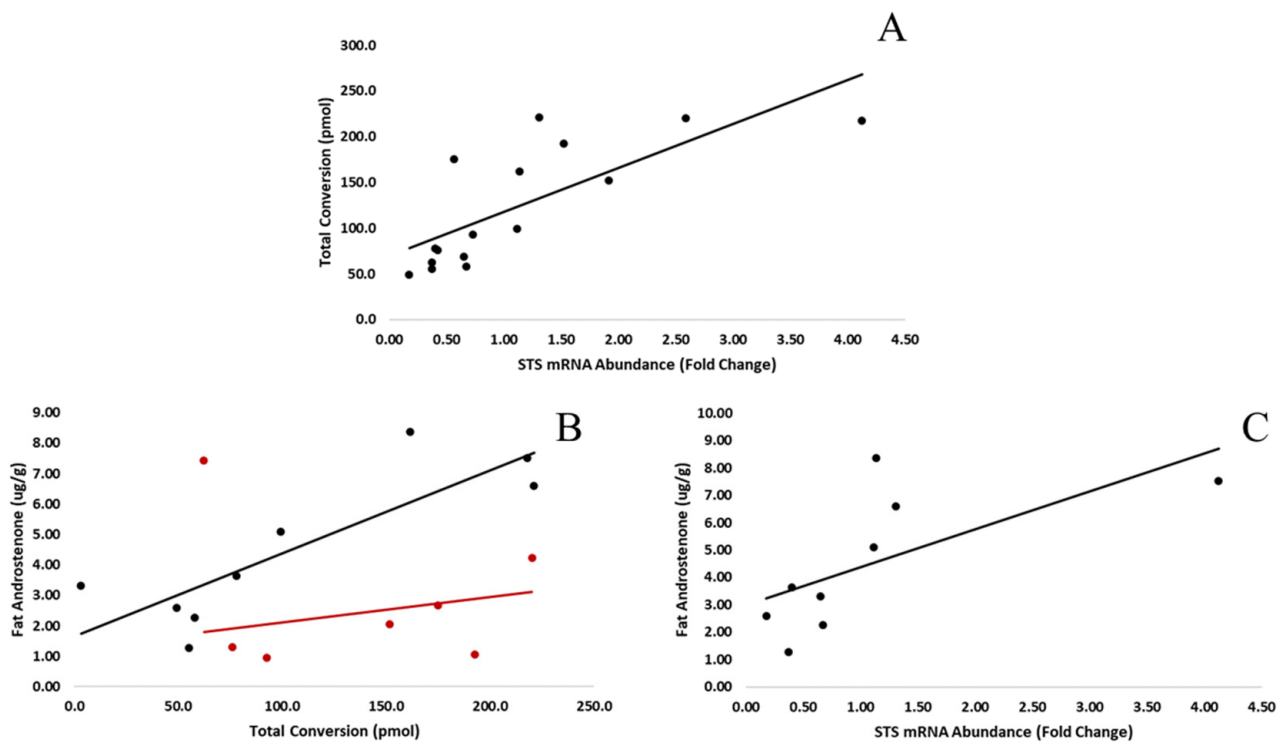 A
300.0
250.0
200.0
150.0
100.0
50.0
0.0
Total Conversion (pmol)
0.00 0.50 1.00 1.50 2.00 2.50 3.00 3.50 4.00 4.50
STS mRNA Abundance (Fold Change)
B
9.00
8.00
7.00
6.00
5.00
4.00
3.00
2.00
1.00
0.00
Fat Androstenone (ug/g)
0.0 50.0 100.0 150.0 200.0 250.0
Total Conversion (pmol)
C
10.00
9.00
8.00
7.00
6.00
5.00
4.00
3.00
2.00
1.00
0.00
Fat Androstenone (ug/g)
0.00 0.50 1.00 1.50 2.00 2.50 3.00 3.50 4.00 4.50
STS mRNA Abundance (Fold Change)